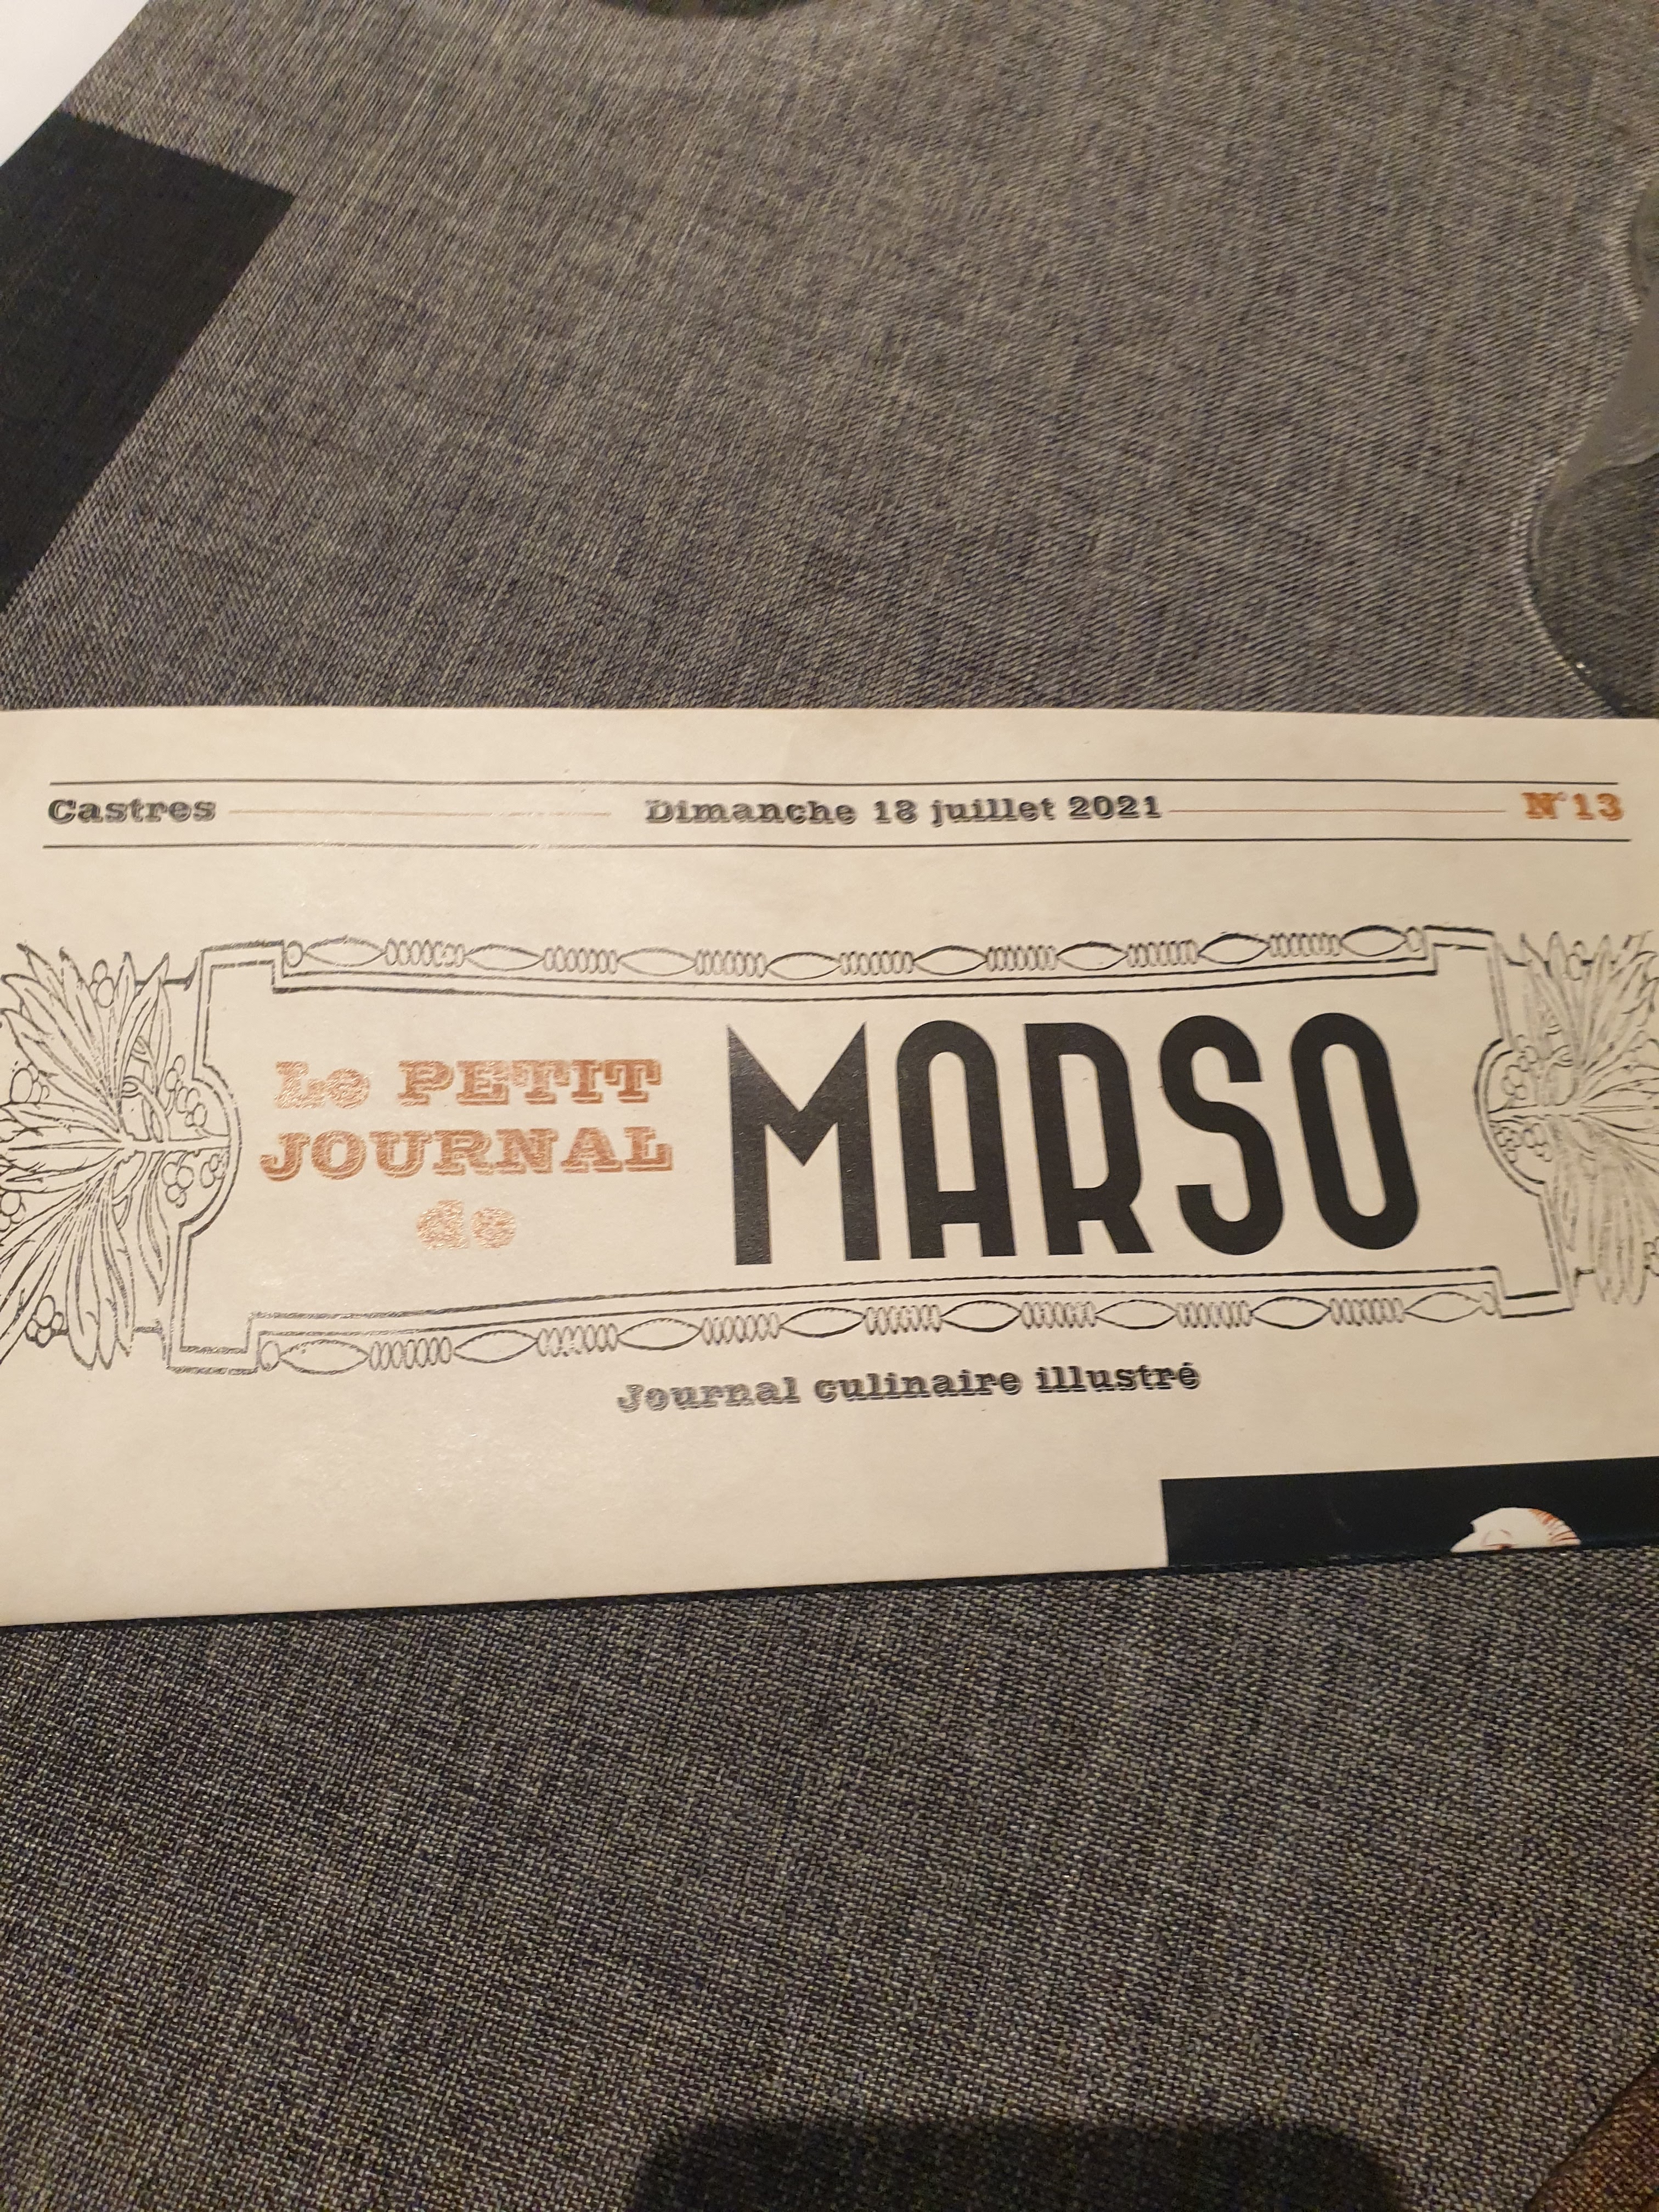 Castres Dimanche 18 juillet 2021 N°13
Le PETIT
JOURNAL
de
MARSO
Journal culinaire illustré